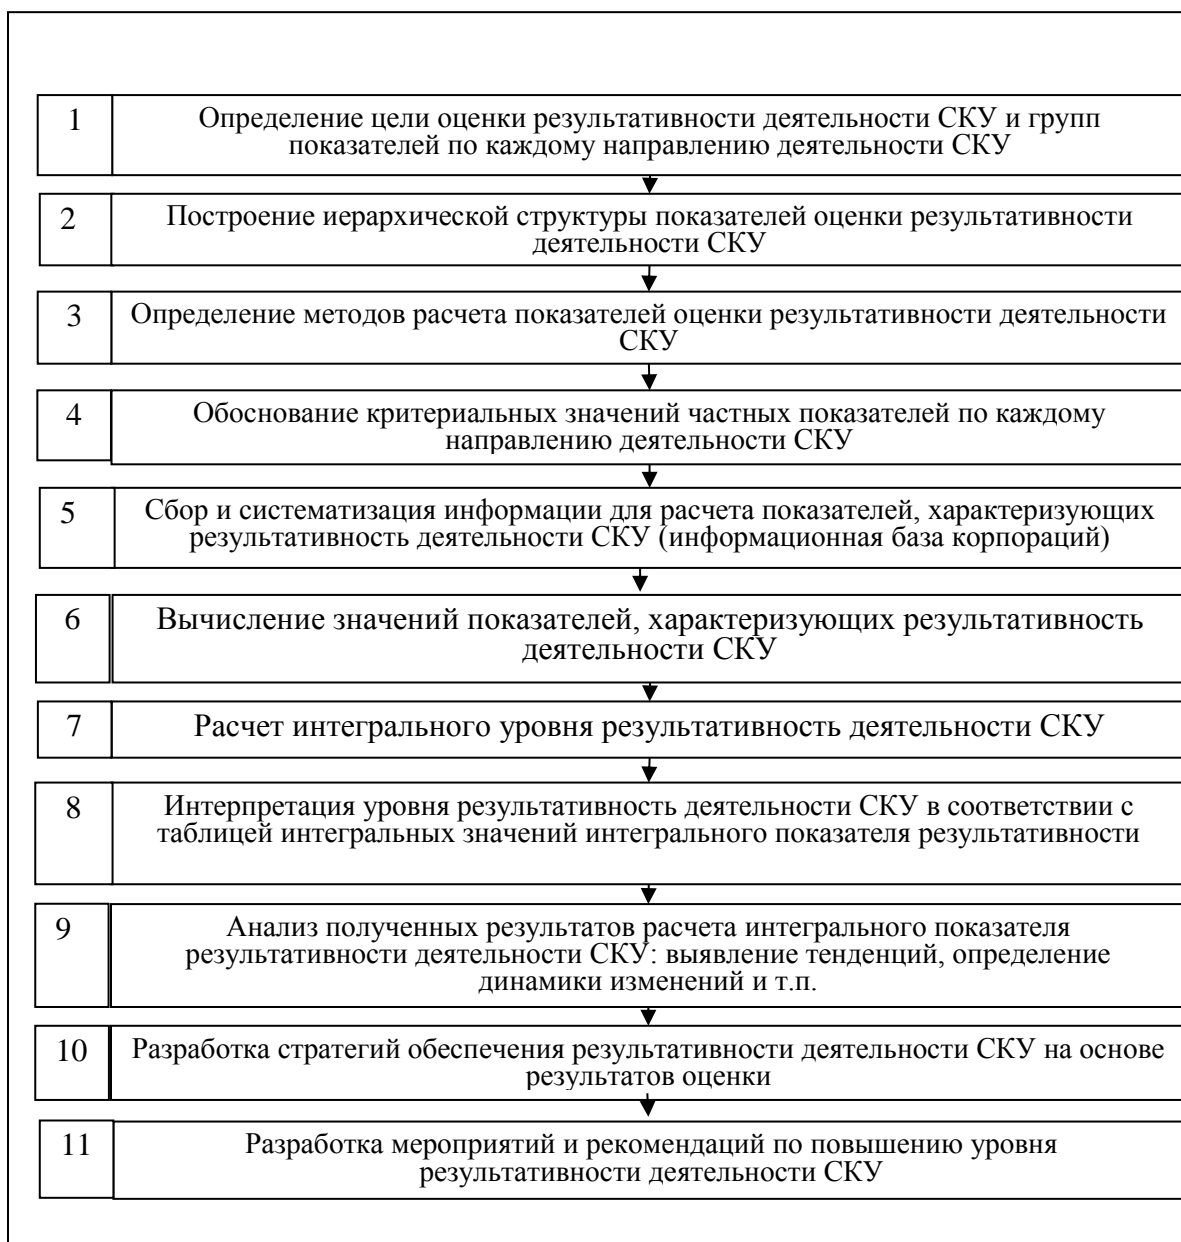 1
Определение цели оценки результативности деятельности СКУ и групп
показателей по каждому направлению деятельности СКУ
2
Построение иерархической структуры показателей оценки результативности
деятельности СКУ
3
Определение методов расчета показателей оценки результативности деятельности
СКУ
4
Обоснование критериальных значений частных показателей по каждому
направлению деятельности СКУ
5
Сбор и систематизация информации для расчета показателей, характеризующих
результативность деятельности СКУ (информационная база корпораций)
6
Вычисление значений показателей, характеризующих результативность
деятельности СКУ
7
Расчет интегрального уровня результативность деятельности СКУ
8
Интерпретация уровня результативность деятельности СКУ в соответствии с
таблицей интегральных значений интегрального показателя результативности
9
Анализ полученных результатов расчета интегрального показателя
результативности деятельности СКУ: выявление тенденций, определение
динамики изменений и т.п.
10
Разработка стратегий обеспечения результативности деятельности СКУ на основе
результатов оценки
11
Разработка мероприятий и рекомендаций по повышению уровня
результативности деятельности СКУ